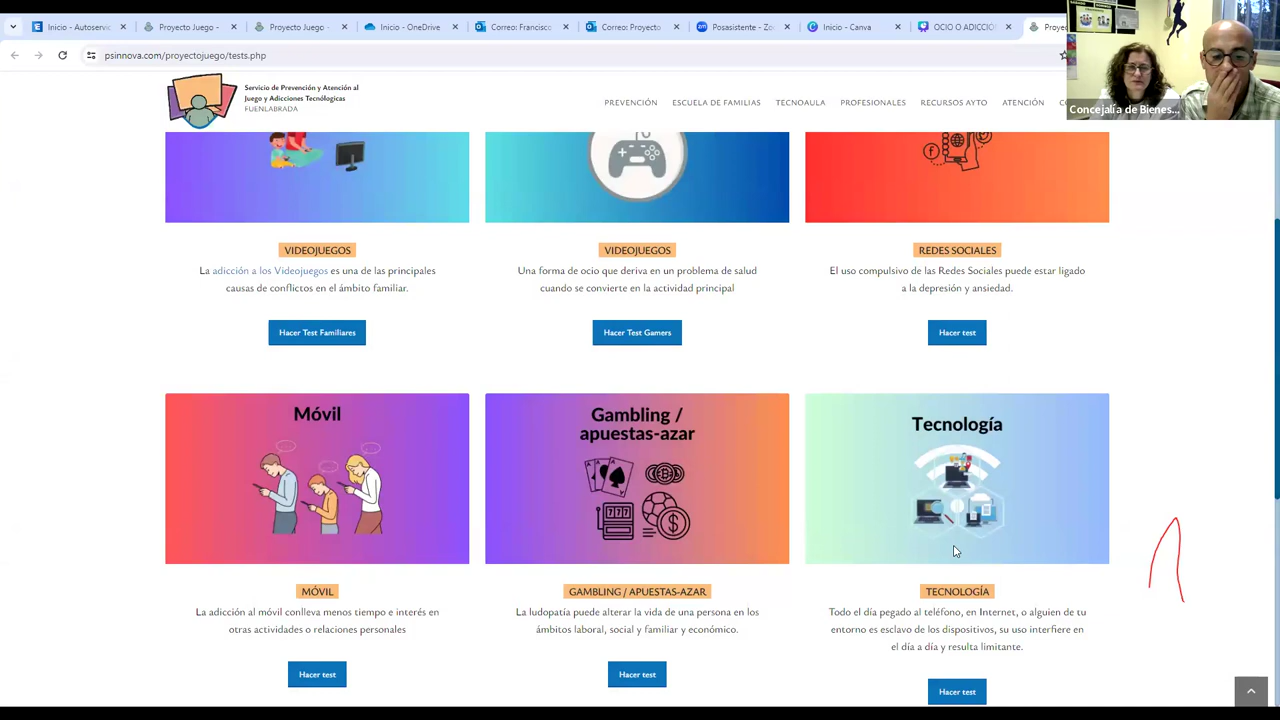 Inicio - Autoservic
Proyecto Juego
Proyecto Juego -
Inicio - OneDrive
Correo: Francisco
Correo: Proyecto
Posasistente - Zoo
Inicio - Canva
OCIO O ADICCIÓ
Proyec
psinnova.com/proyectojuego/tests.php
Concejalía de Bienes...
Servicio de Prevención y Atención al
Juego y Adicciones Tecnólogicas
FUENLABRADA
PREVENCIÓN ESCUELA DE FAMILIAS TECNOAULA PROFESIONALES RECURSOS AYTO ATENCIÓN
VIDEOJUEGOS
La adicción a los Videojuegos es una de las principales
causas de conflictos en el ámbito familiar.
Hacer Test Familiares
VIDEOJUEGOS
Una forma de ocio que deriva en un problema de salud
cuando se convierte en la actividad principal
Hacer Test Gamers
REDES SOCIALES
El uso compulsivo de las Redes Sociales puede estar ligado
a la depresión y ansiedad.
Hacer test
Móvil
MÓVIL
La adicción al móvil conlleva menos tiempo e interés en
otras actividades o relaciones personales
Hacer test
Gambling /
apuestas-azar
GAMBLING / APUESTAS-AZAR
La ludopatía puede alterar la vida de una persona en los
ámbitos laboral, social y familiar y económico.
Hacer test
Tecnología
TECNOLOGÍA
Todo el día pegado al teléfono, en Internet, o alguien de tu
entorno es esclavo de los dispositivos, su uso interfiere en
el día a día y resulta limitante.
Hacer test